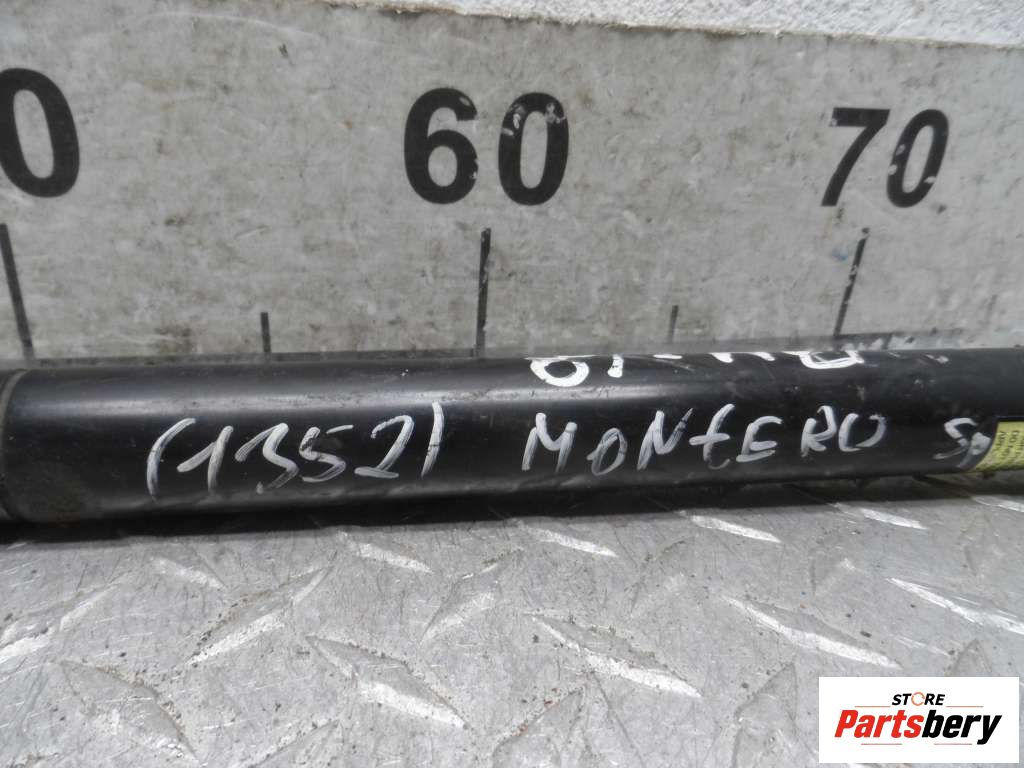 0 60 70
(1352) MONTERO
STORE
Partsbery